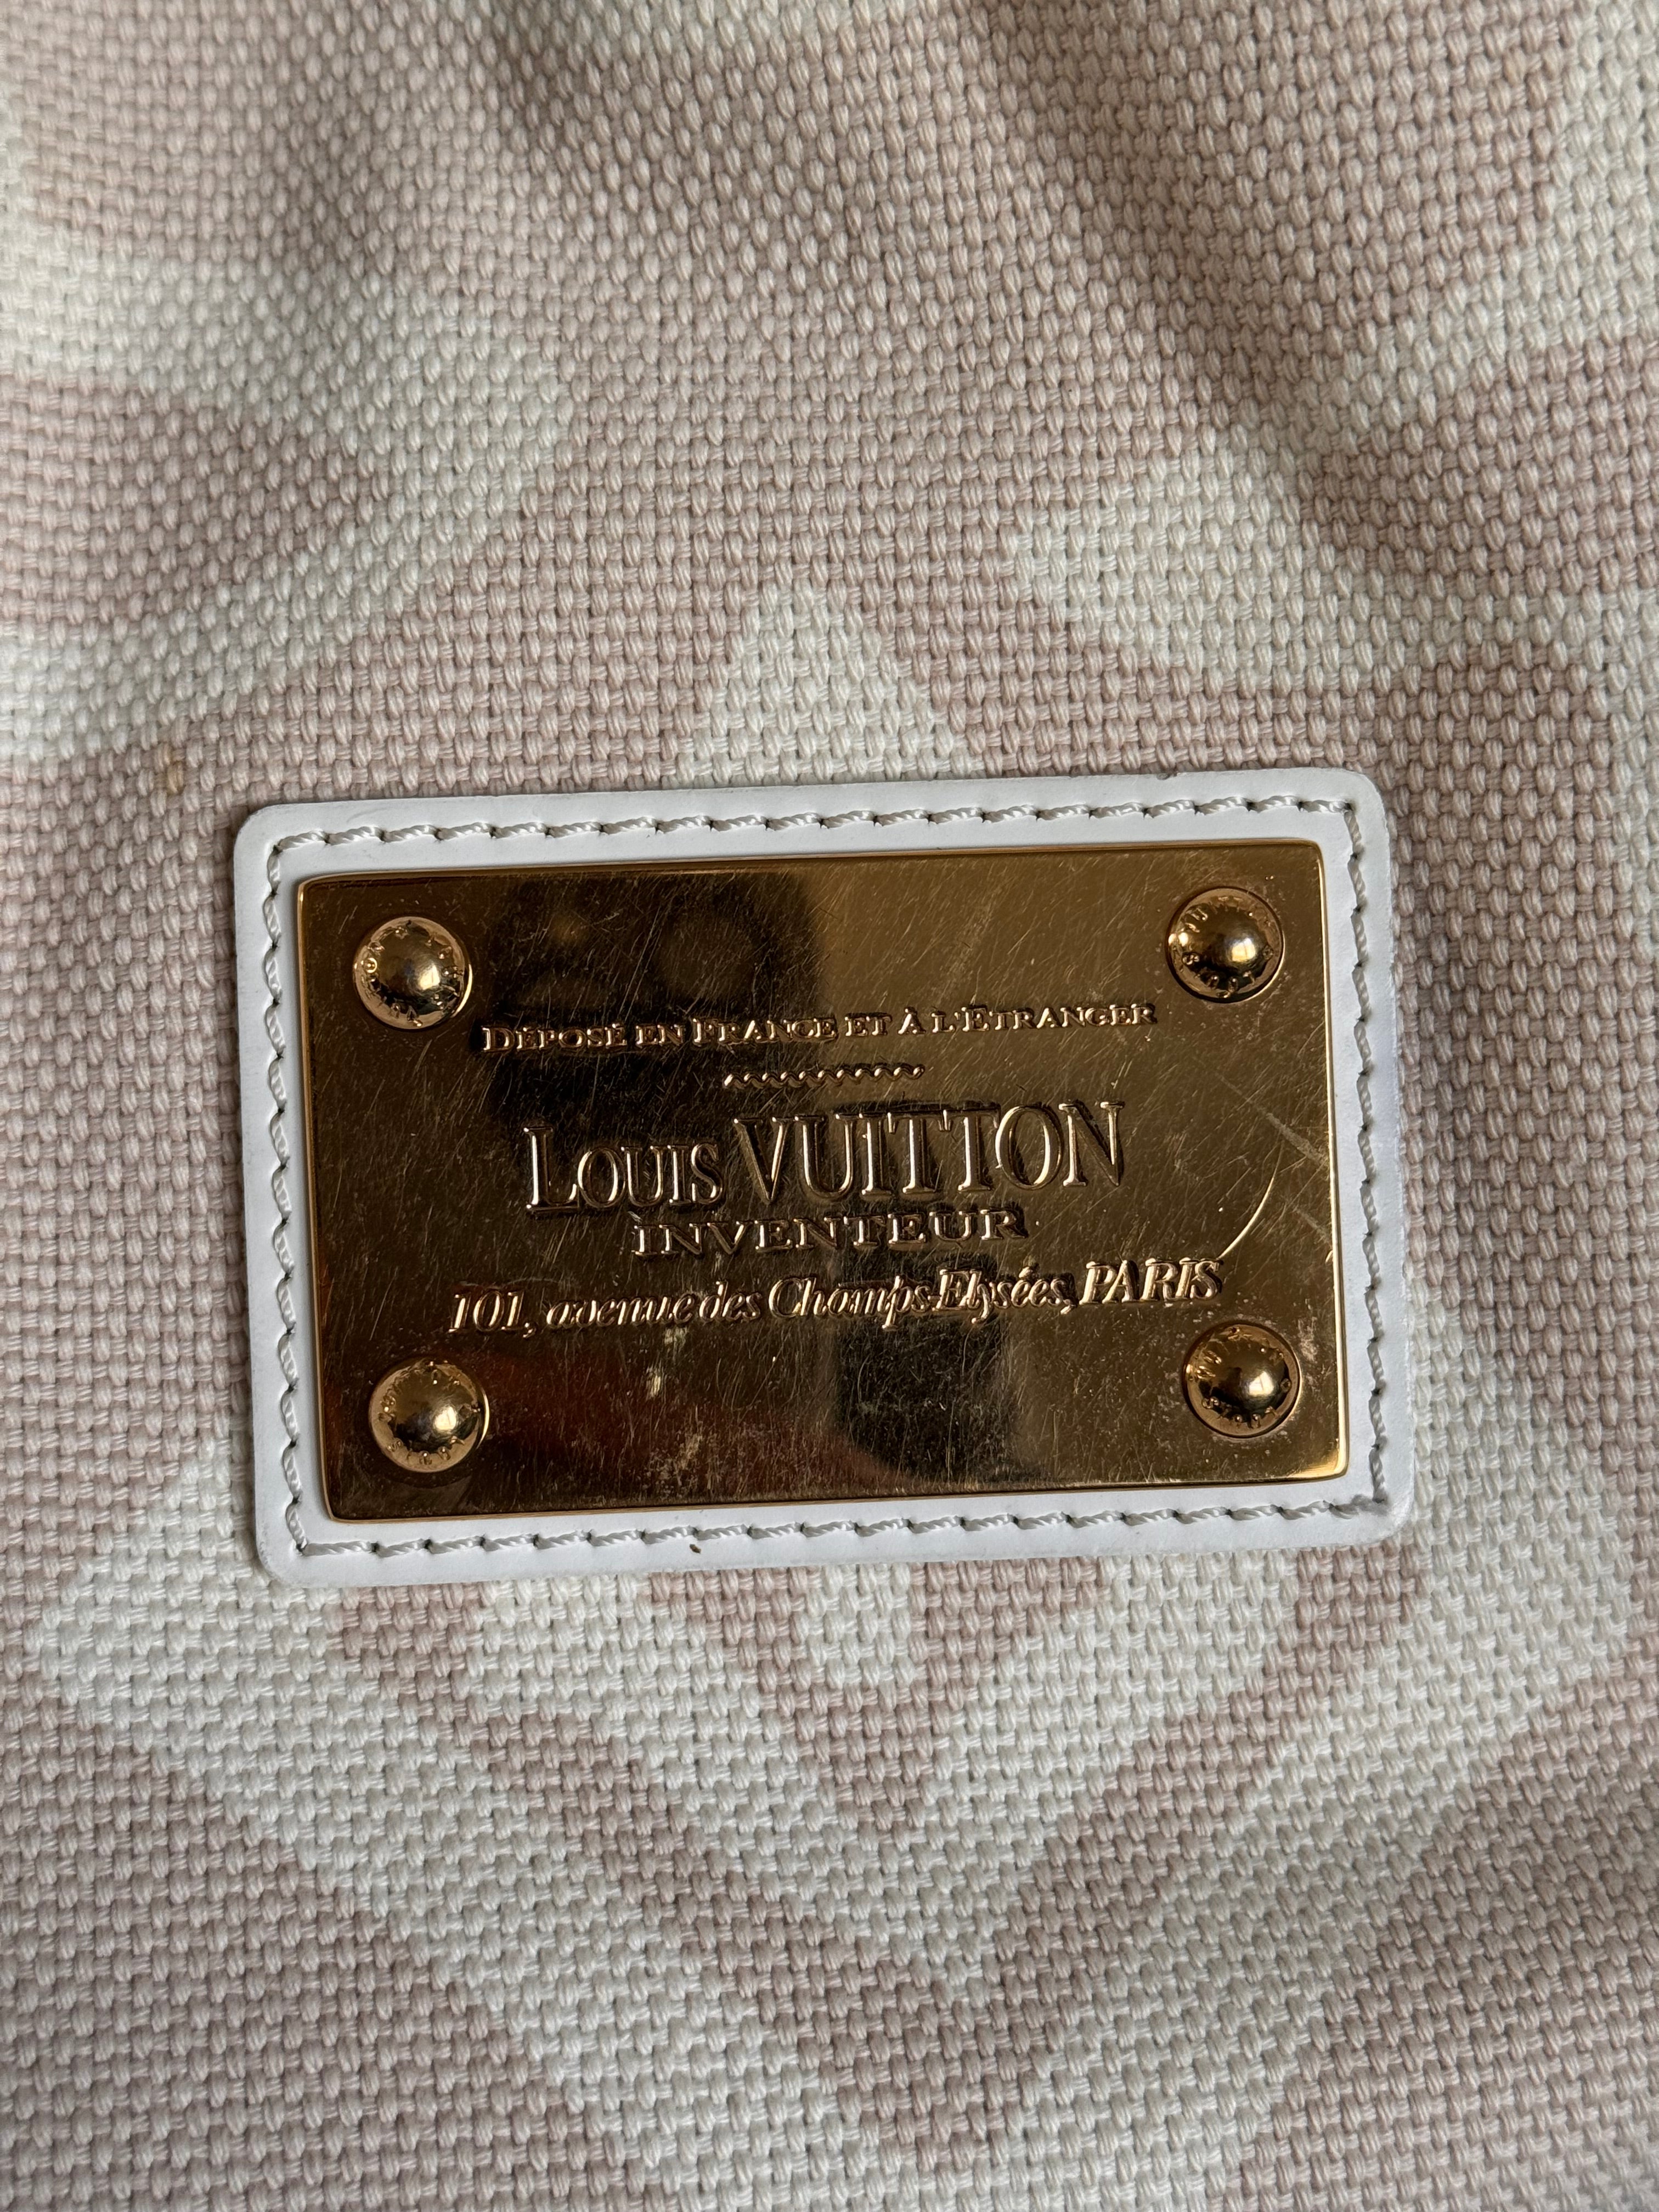 DÉPOSÉ EN FRANCE ET À L'ÉTRANGER
LOUIS VUITTON
INVENTEUR
101, avenue des Champs-Elysées, PARIS